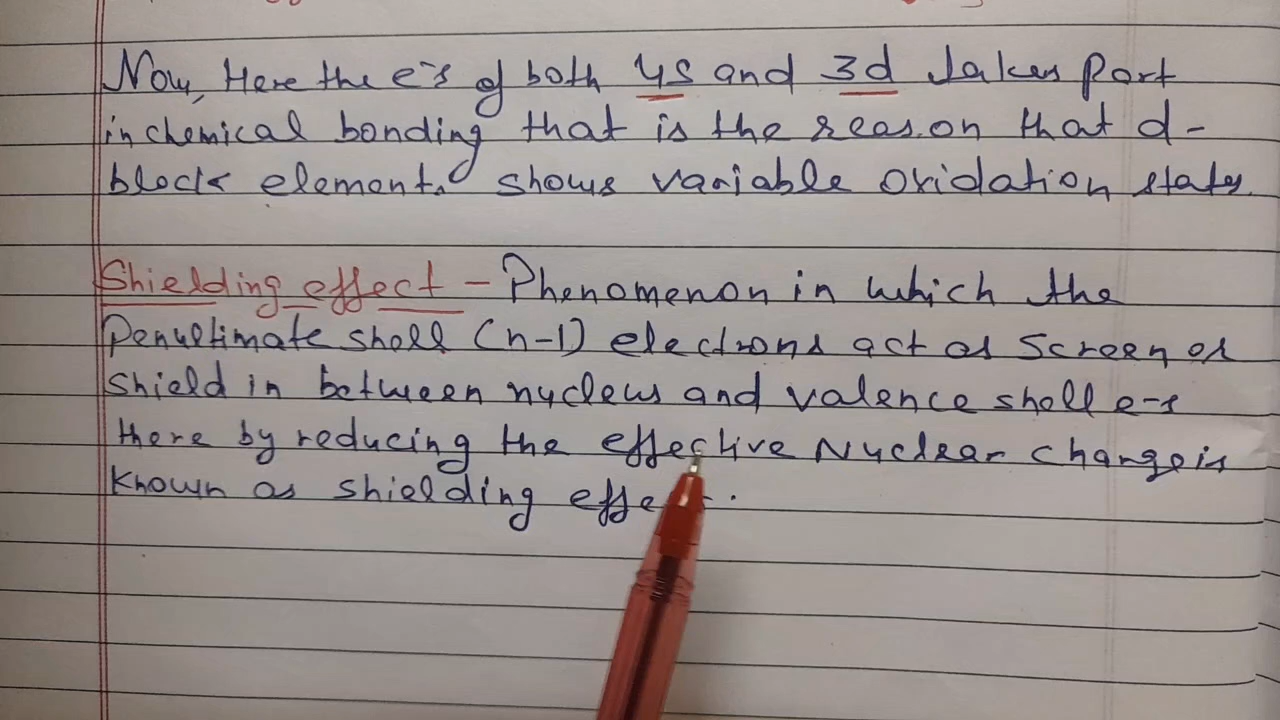 Now, Here the e-s of both 4s and 3d takes part
in chemical bonding that is the reason that d-
block elements shows variable oxidation states.
Shielding effect - Phenomenon in which the
Penultimate shell (n-1) electrons act as Screen or
shield in between nucleus and valence shell e-s
there by reducing the effective Nuclear charge is
known as shielding effect.